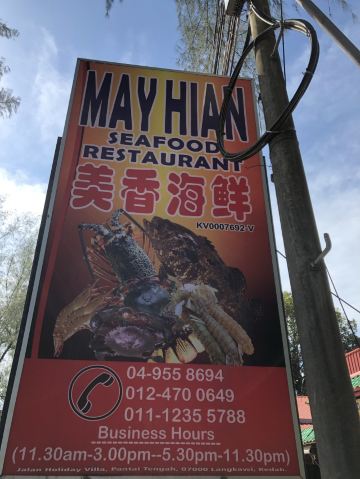 MAY HIAN
SEAFOOD
RESTAURANT
美香海鲜
KV0007692-V
04-955 8694
012-470 0649
011-1235 5788
Business Hours
(11.30am-3.00pm--5.30pm-11.30pm)
Jalan Holiday Villa, Pantai Tengah, 07000 Langkawi, Kedah.